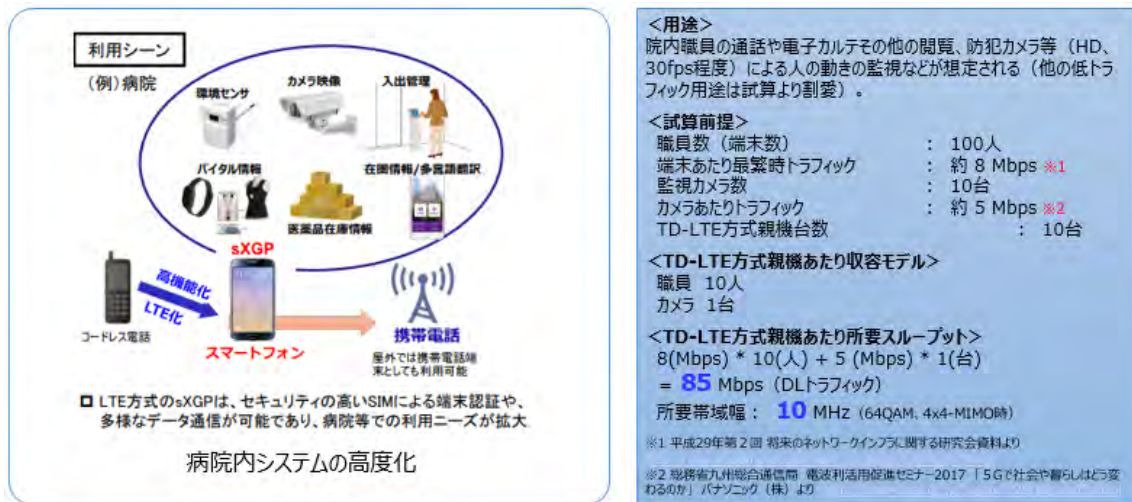 利用シーン
(例)病院
環境センサ
カメラ映像
入出管理
バイタル情報
医薬品在庫情報
在圏情報/多言語翻訳
sXGP
高機能化
LTE化
コードレス電話
スマートフォン
携帯電話
屋外では携帯電話端
末としても利用可能
□ LTE方式のsXGPは、セキュリティの高いSIMによる端末認証や、
多様なデータ通信が可能であり、病院等での利用ニーズが拡大
病院内システムの高度化
<用途>
院内職員の通話や電子カルテその他の閲覧、防犯カメラ等(HD、
30fps程度)による人の動きの監視などが想定される(他の低トラ
フィック用途は試算より割愛)。
<試算前提>
職員数(端末数) : 100人
端末あたり最繁時トラフィック : 約 8 Mbps ※1
監視カメラ数 : 10台
カメラあたりトラフィック : 約 5 Mbps ※2
TD-LTE方式親機台数 : 10台
<TD-LTE方式親機あたり収容モデル>
職員 10人
カメラ 1台
<TD-LTE方式親機あたり所要スループット>
8(Mbps) * 10(人) + 5 (Mbps) * 1(台)
= 85 Mbps (DLトラフィック)
所要帯域幅: 10 MHz (64QAM、4x4-MIMO時)
※1 平成29年第2回 将来のネットワークインフラに関する研究会資料より
※2 総務省九州総合通信局 電波利活用促進セミナー2017 「5Gで社会や暮らしはどう変
わるのか」パナソニック(株)より